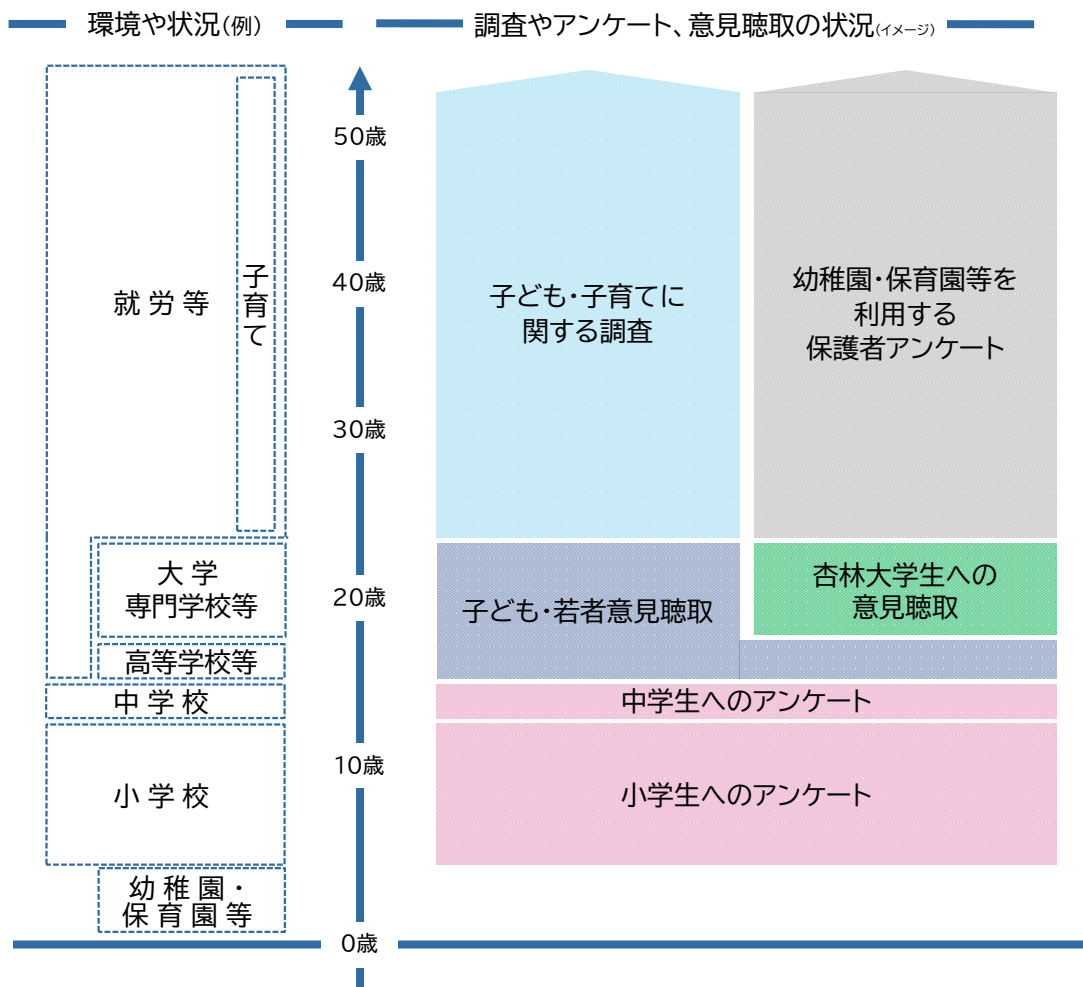 環境や状況(例)
調査やアンケート、意見聴取の状況(イメージ)
50歳
40歳
30歳
20歳
10歳
0歳
就労等
子育て
大学
専門学校等
高等学校等
中学校
小学校
幼稚園・
保育園等
子ども・子育てに
関する調査
幼稚園・保育園等を
利用する
保護者アンケート
子ども・若者意見聴取
杏林大学生への
意見聴取
中学生へのアンケート
小学生へのアンケート